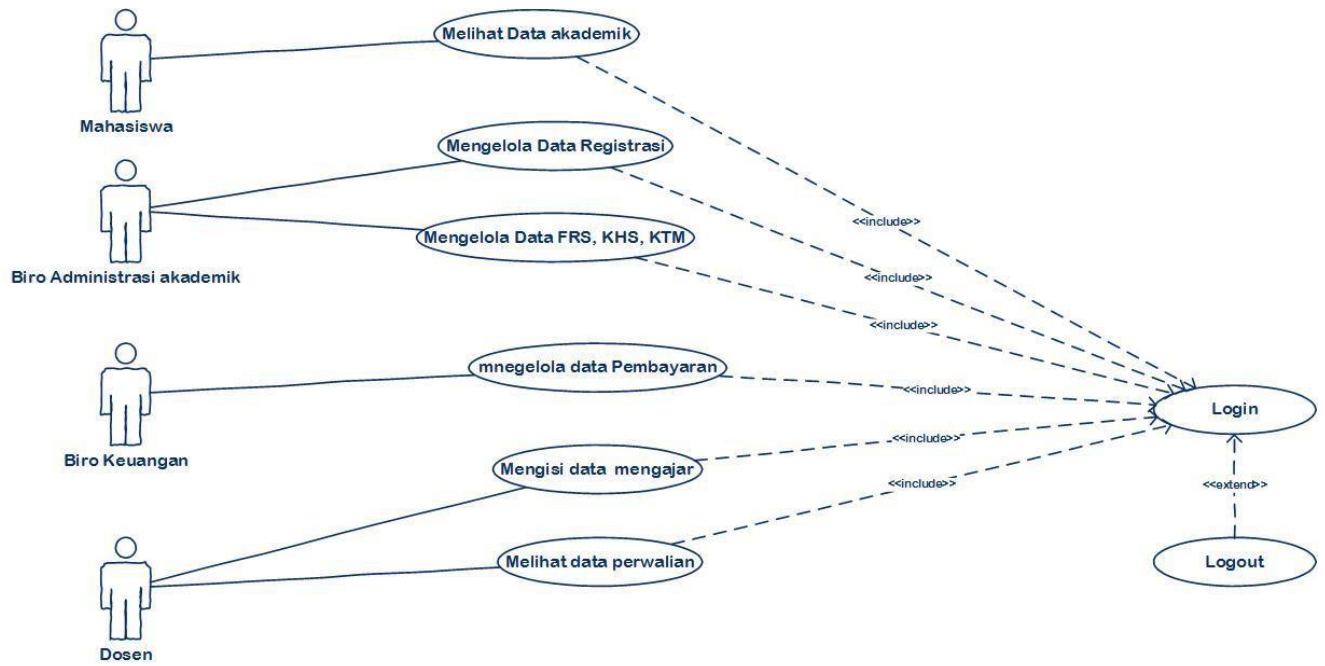 Melihat Data akademik
Mahasiswa
Mengelola Data Registrasi
<<include>>
Mengelola Data FRS, KHS, KTM
Biro Administrasi akademik
<<include>>
<<include>>
mnegelola data Pembayaran
<<include>>
Login
<<include>>
Biro Keuangan
Mengisi data mengajar
<<include>>
<<extend>>
Melihat data perwalian
Logout
Dosen